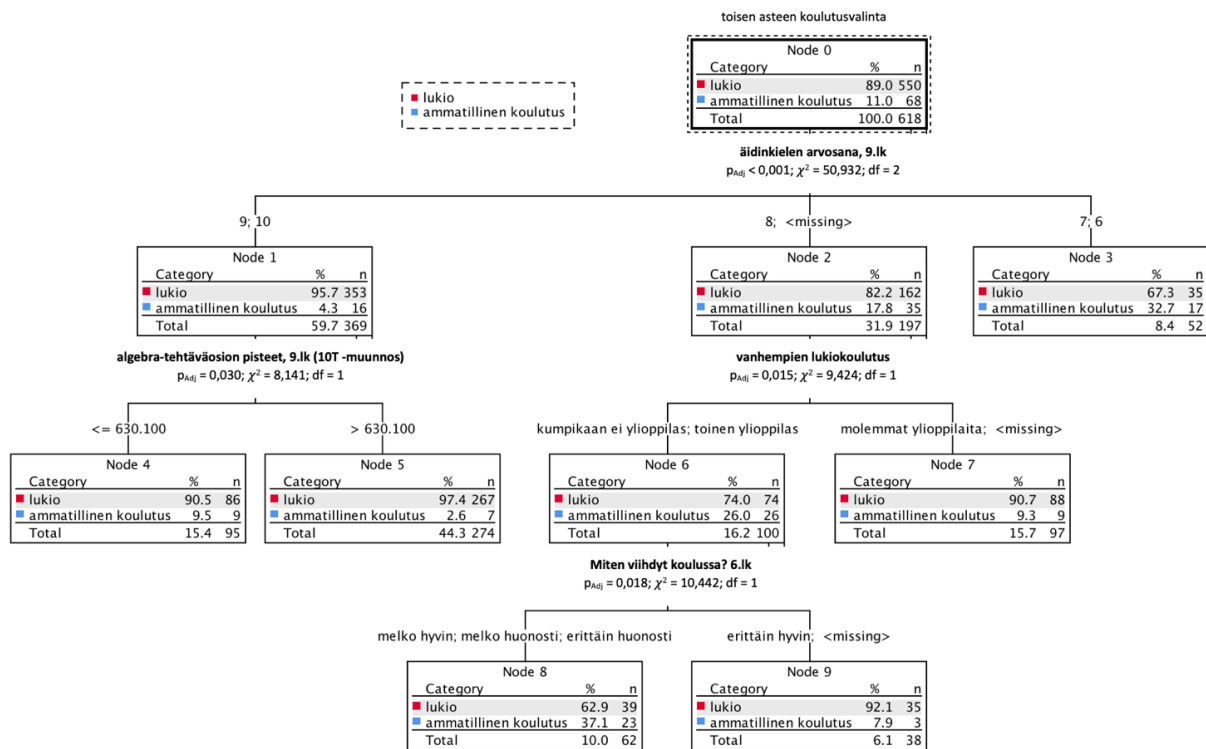 toisen asteen koulutusvalinta
Node 0
Category % n
lukio 89.0 550
ammatillinen koulutus 11.0 68
Total 100.0 618
lukio
ammatillinen koulutus
äidinkielen arvosana, 9.lk
pAdj < 0,001; χ² = 50,932; df = 2
9; 10
8; <missing>
7; 6
Node 1
Category % n
lukio 95.7 353
ammatillinen koulutus 4.3 16
Total 59.7 369
Node 2
Category % n
lukio 82.2 162
ammatillinen koulutus 17.8 35
Total 31.9 197
Node 3
Category % n
lukio 67.3 35
ammatillinen koulutus 32.7 17
Total 8.4 52
algebra-tehtäväosion pisteet, 9.lk (10T -muunnos)
pAdj = 0,030; χ² = 8,141; df = 1
vanhempien lukiokoulutus
pAdj = 0,015; χ² = 9,424; df = 1
<= 630.100
> 630.100
kumpikaan ei ylioppilas; toinen ylioppilas
molemmat ylioppilaita; <missing>
Node 4
Category % n
lukio 90.5 86
ammatillinen koulutus 9.5 9
Total 15.4 95
Node 5
Category % n
lukio 97.4 267
ammatillinen koulutus 2.6 7
Total 44.3 274
Node 6
Category % n
lukio 74.0 74
ammatillinen koulutus 26.0 26
Total 16.2 100
Node 7
Category % n
lukio 90.7 88
ammatillinen koulutus 9.3 9
Total 15.7 97
Miten viihdyt koulussa? 6.lk
pAdj = 0,018; χ² = 10,442; df = 1
melko hyvin; melko huonosti; erittäin huonosti
erittäin hyvin; <missing>
Node 8
Category % n
lukio 62.9 39
ammatillinen koulutus 37.1 23
Total 10.0 62
Node 9
Category % n
lukio 92.1 35
ammatillinen koulutus 7.9 3
Total 6.1 38